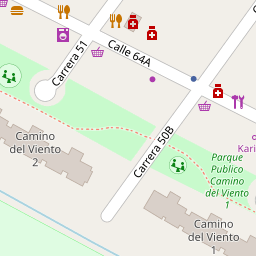 Calle 64A
Carrera 51
Camino
del Viento
2
Carrera 50B
Kari
Parque
Publico
Camino
del Viento
1
Camino
del Viento
1